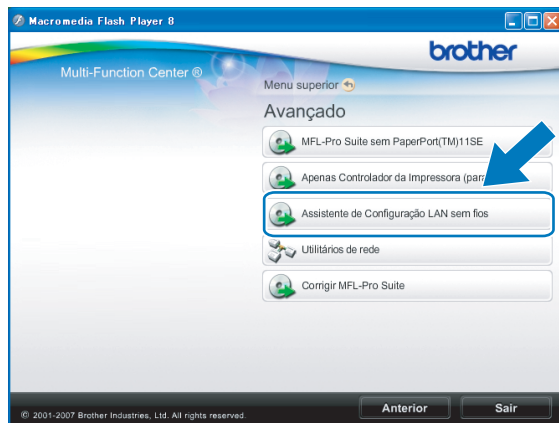 Macromedia Flash Player 8
brother
Multi-Function Center ®
Menu superior
Avançado
MFL-Pro Suite sem PaperPort(TM)11SE
Apenas Controlador da Impressora (para
Assistente de Configuração LAN sem fios
Utilitários de rede
Corrigir MFL-Pro Suite
© 2001-2007 Brother Industries, Ltd. All rights reserved.
Anterior
Sair